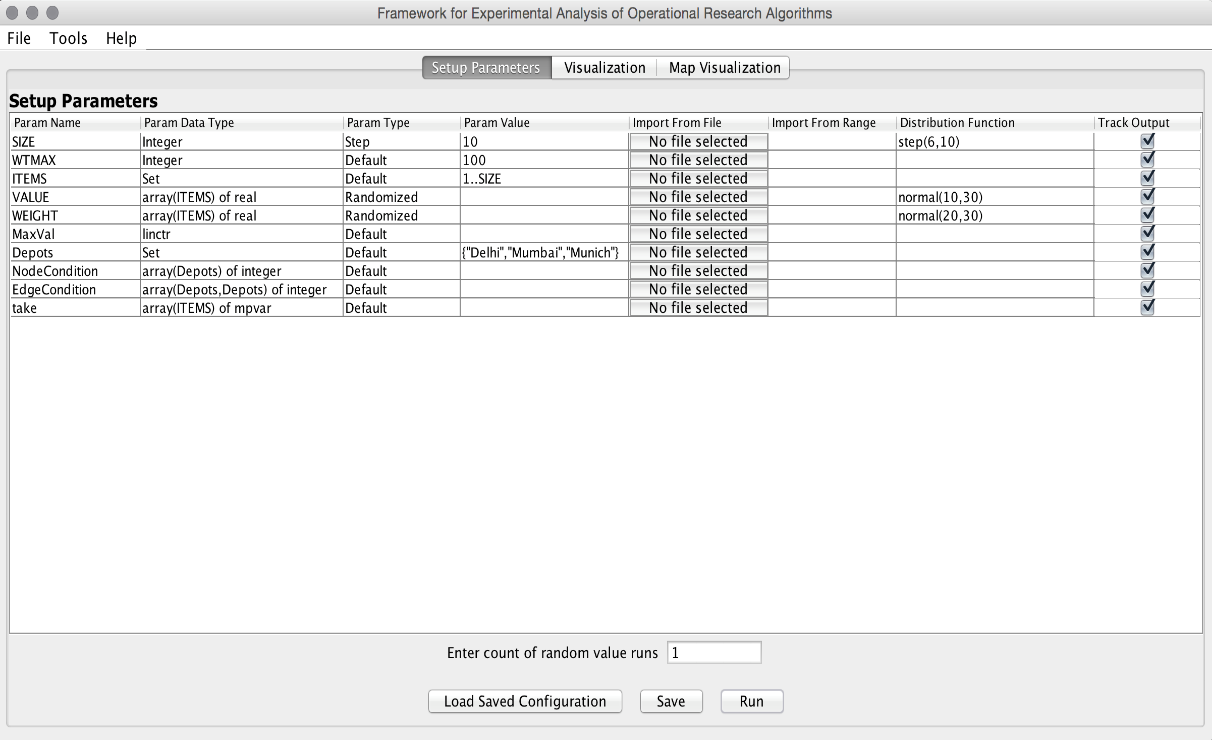 Framework for Experimental Analysis of Operational Research Algorithms
File Tools Help
Setup Parameters Visualization Map Visualization
Setup Parameters
Param Name Param Data Type Param Type Param Value Import From File Import From Range Distribution Function Track Output
SIZE Integer Step 10 No file selected step(6,10)
WTMAX Integer Default 100 No file selected
ITEMS Set Default 1..SIZE No file selected
VALUE array(ITEMS) of real Randomized No file selected normal(10,30)
WEIGHT array(ITEMS) of real Randomized No file selected normal(20,30)
MaxVal linctr Default No file selected
Depots Set Default {"Delhi","Mumbai","Munich"} No file selected
NodeCondition array(Depots) of integer Default No file selected
EdgeCondition array(Depots,Depots) of integer Default No file selected
take array(ITEMS) of mpvar Default No file selected
Enter count of random value runs 1
Load Saved Configuration Save Run